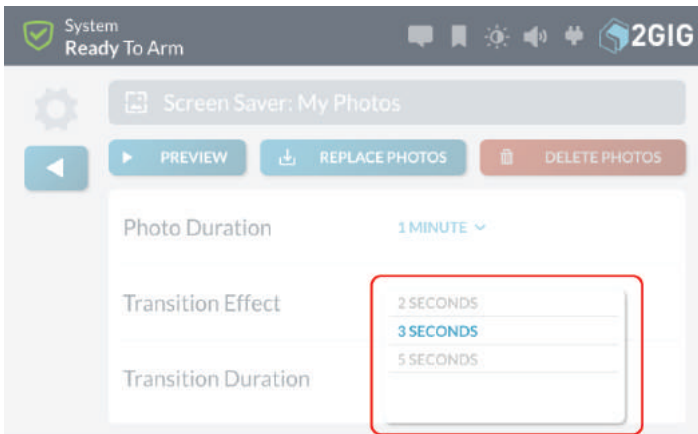 System
Ready To Arm
2GIG
Screen Saver: My Photos
PREVIEW
REPLACE PHOTOS
DELETE PHOTOS
Photo Duration
1 MINUTE
Transition Effect
2 SECONDS
3 SECONDS
5 SECONDS
Transition Duration